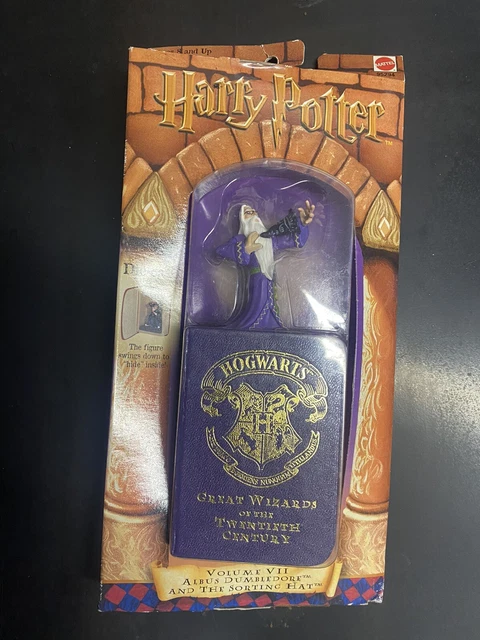 Stand Up
MATTEL
Harry Potter™
The figure
swings down to
"hide" inside!
HOGWARTS
H
GREAT WIZARDS
OF THE
TWENTIETH
CENTURY
VOLUME VII
ALBUS DUMBLEDORE™
AND THE SORTING HAT™